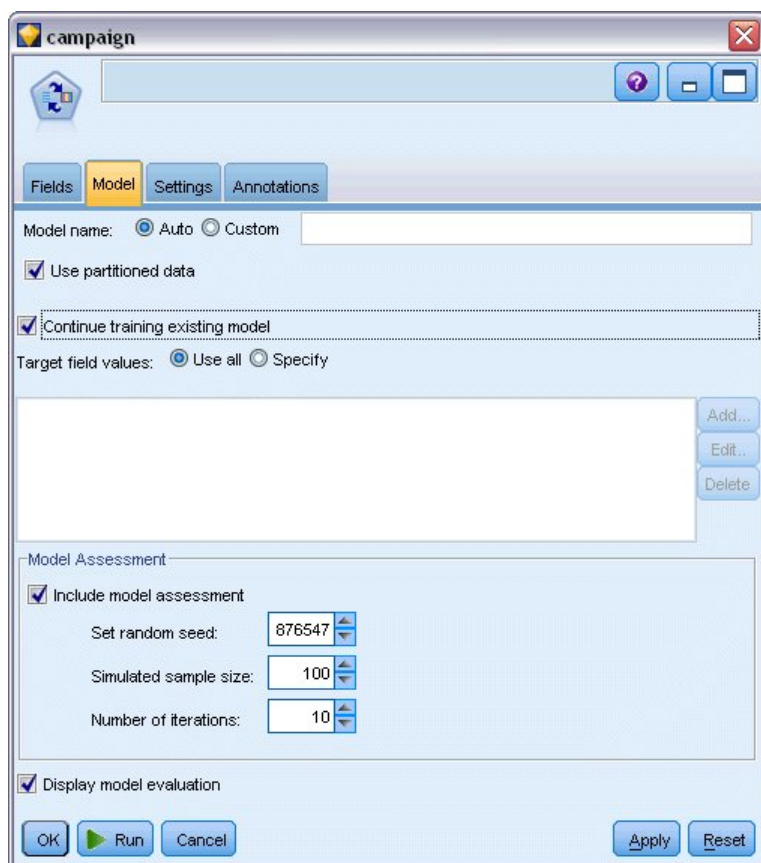 campaign
Fields Model Settings Annotations
Model name: Auto Custom
Use partitioned data
Continue training existing model
Target field values: Use all Specify
Add...
Edit..
Delete
Model Assessment
Include model assessment
Set random seed: 876547
Simulated sample size: 100
Number of iterations: 10
Display model evaluation
OK Run Cancel Apply Reset